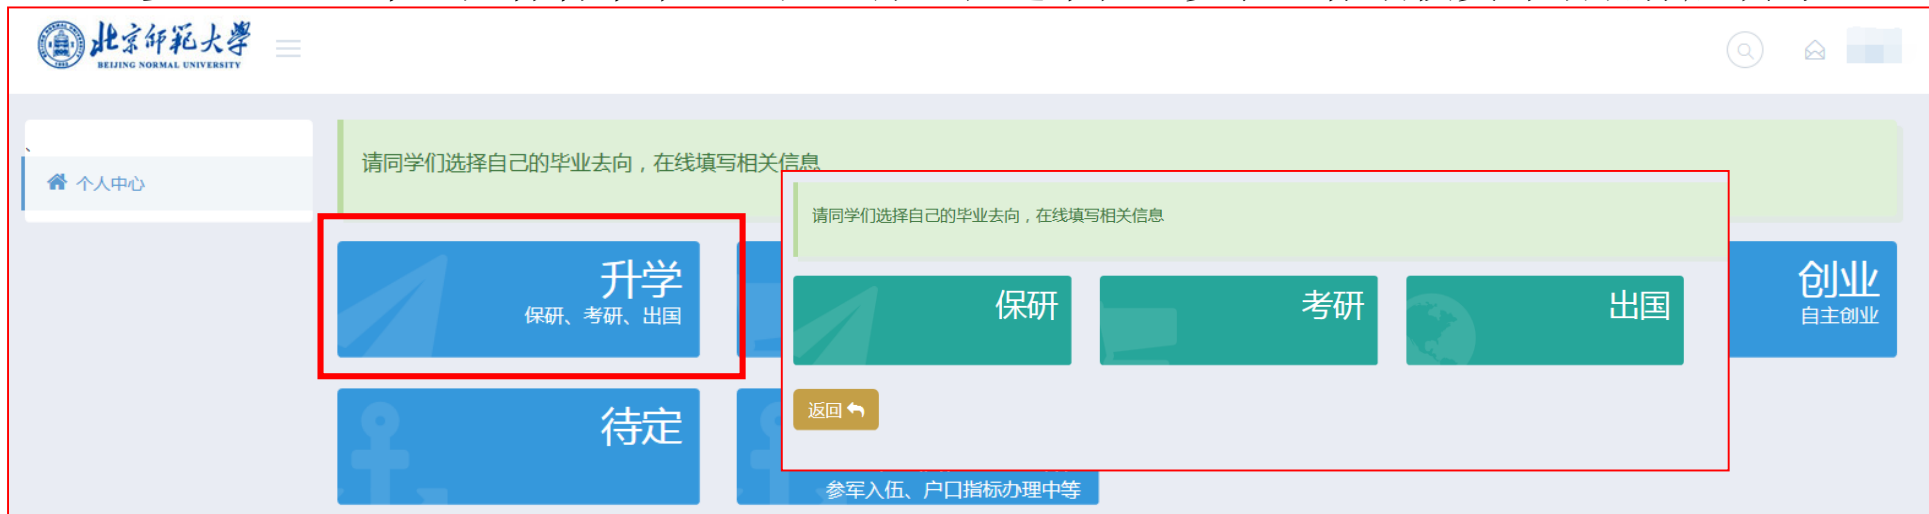 北京师范大学
BEIJING NORMAL UNIVERSITY
个人中心
请同学们选择自己的毕业去向，在线填写相关信息
升学
保研、考研、出国
创业
自主创业
待定
参军入伍、户口指标办理中等
请同学们选择自己的毕业去向，在线填写相关信息
保研
考研
出国
返回